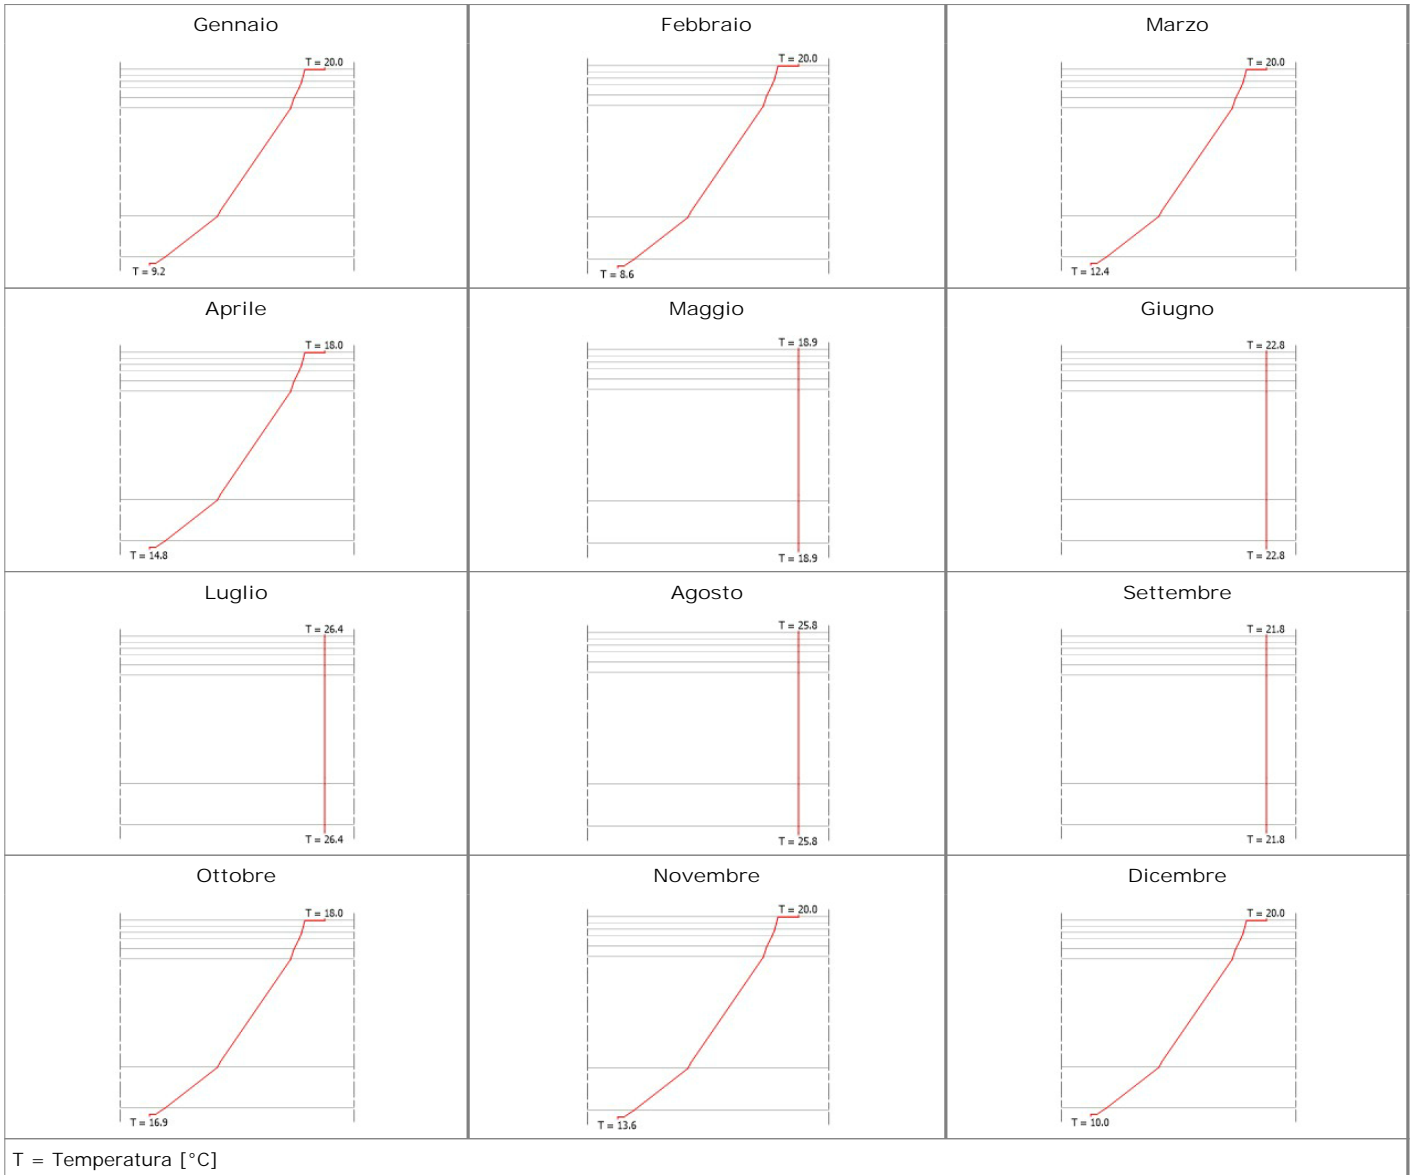 Gennaio
T = 20.0
T = 9.2
Febbraio
T = 20.0
T = 8.6
Marzo
T = 20.0
T = 12.4
Aprile
T = 18.0
T = 14.8
Maggio
T = 18.9
T = 18.9
Giugno
T = 22.8
T = 22.8
Luglio
T = 26.4
T = 26.4
Agosto
T = 25.8
T = 25.8
Settembre
T = 21.8
T = 21.8
Ottobre
T = 18.0
T = 16.9
Novembre
T = 20.0
T = 13.6
Dicembre
T = 20.0
T = 10.0
T = Temperatura [°C]